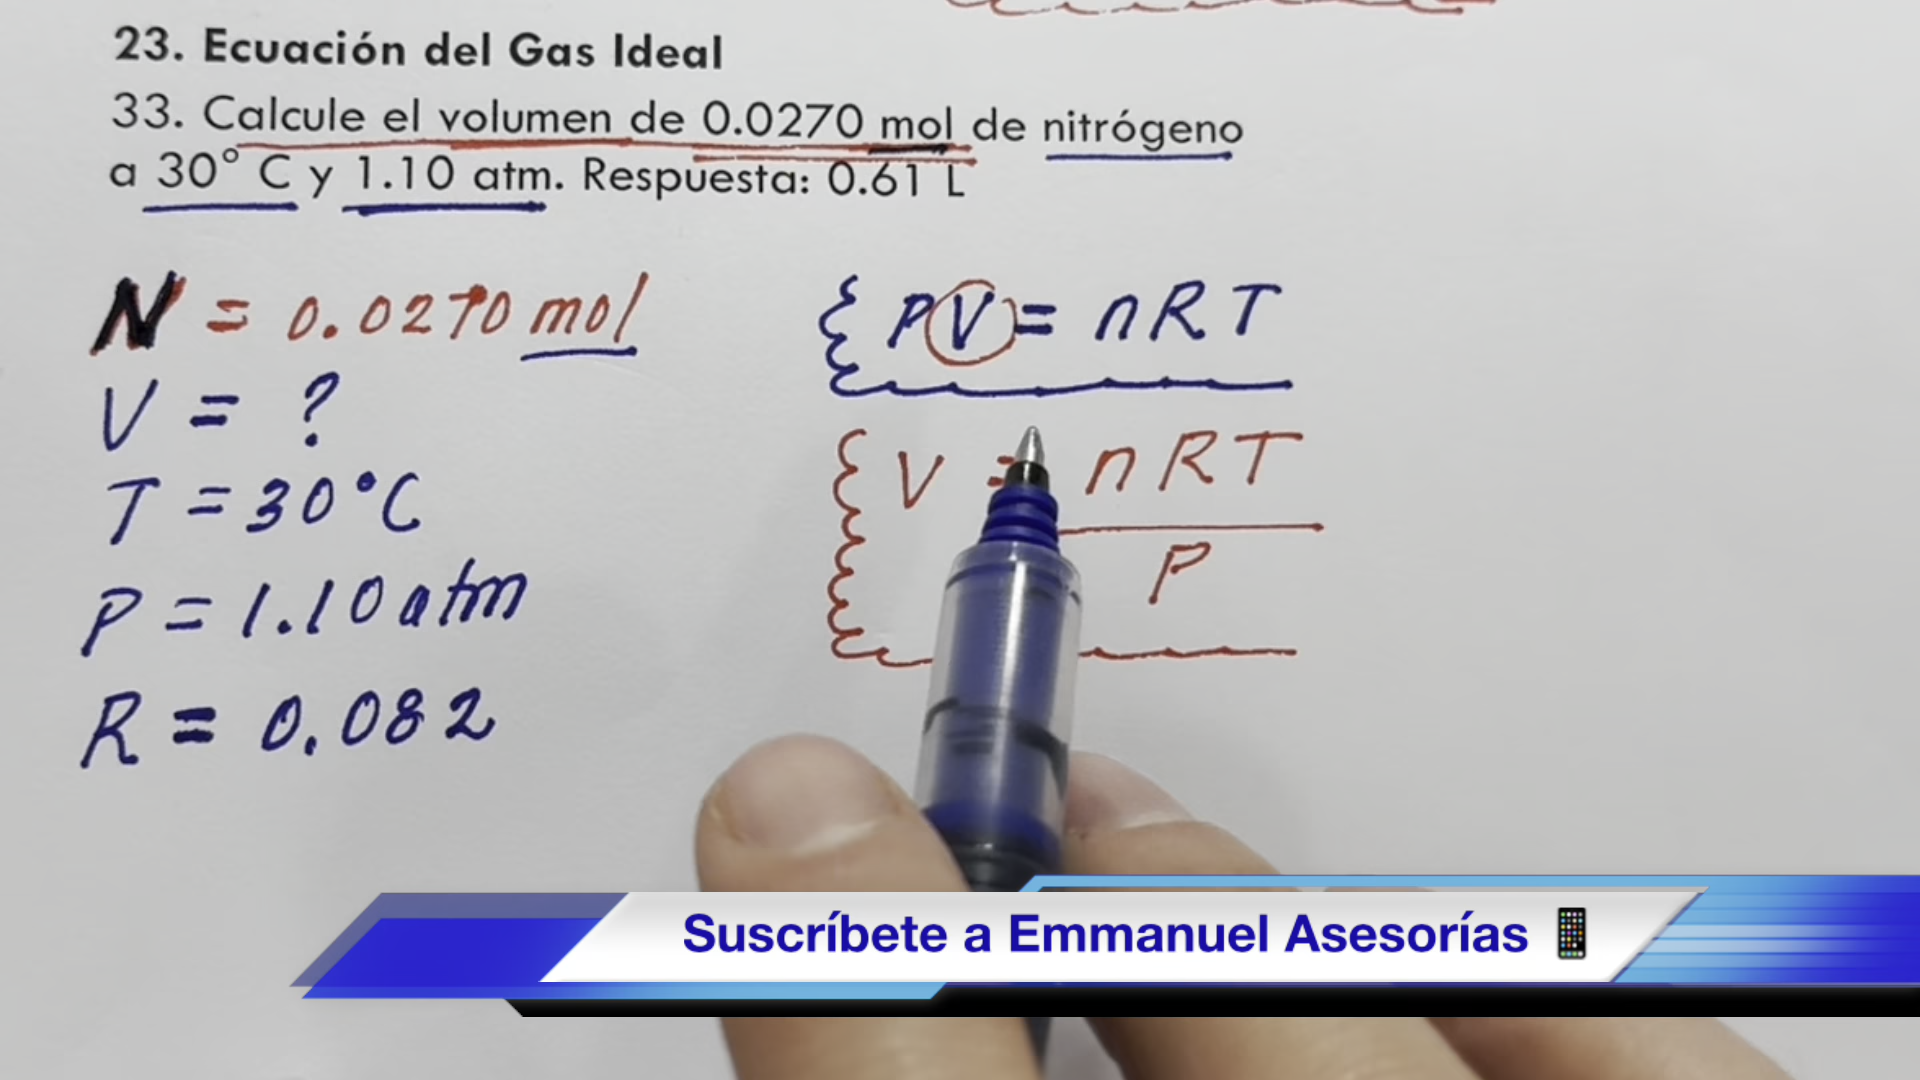 23. Ecuación del Gas Ideal
33. Calcule el volumen de 0.0270 mol de nitrógeno
a 30° C y 1.10 atm. Respuesta: 0.61 L
N = 0.0270 mol
V = ?
T = 30°C
P = 1.10 atm
R = 0.082
PV = nRT
V = nRT
P
Suscríbete a Emmanuel Asesorías 📱